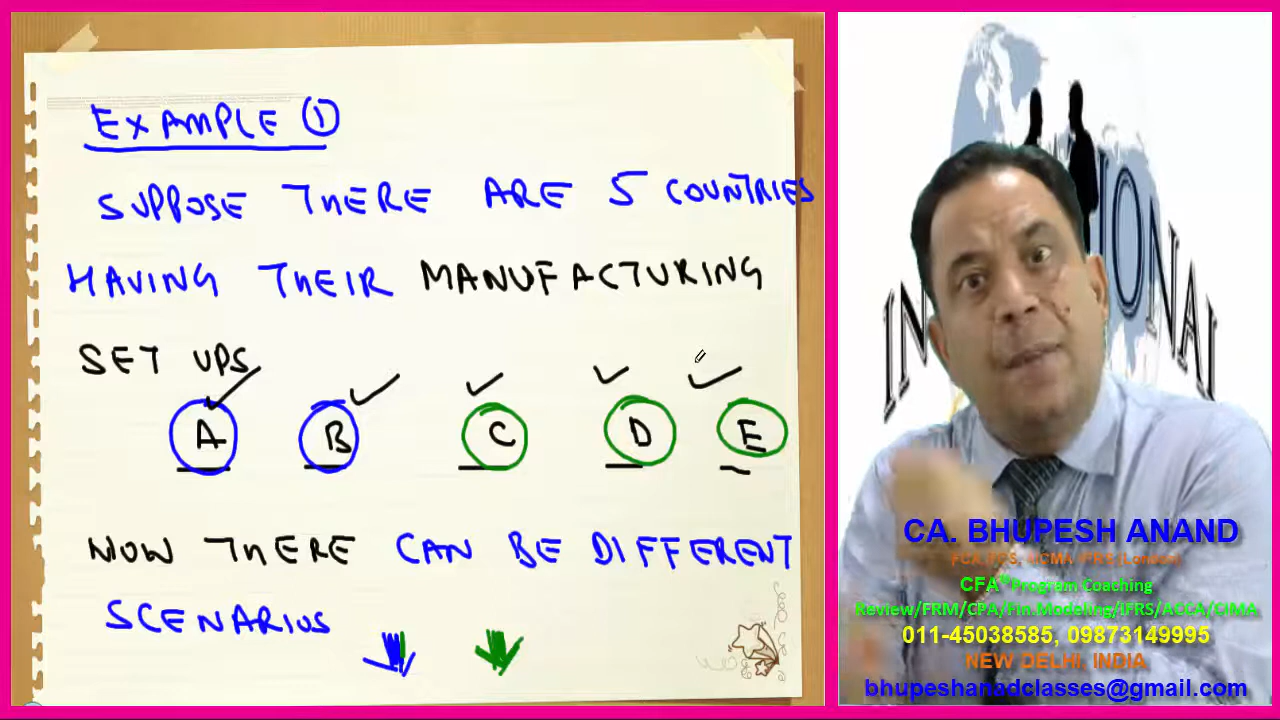 EXAMPLE ①
SUPPOSE THERE ARE 5 COUNTRIES
HAVING THEIR MANUFACTURING
SET UPS
A B C D E
NOW THERE CAN BE DIFFERENT
SCENARIOS
CA. BHUPESH ANAND
CFA Program Coaching
Review/FRM/CPA/Fin.Modeling/IFRS/ACCA/CIMA
011-45038585, 09873149995
NEW DELHI, INDIA
bhupeshanadclasses@gmail.com